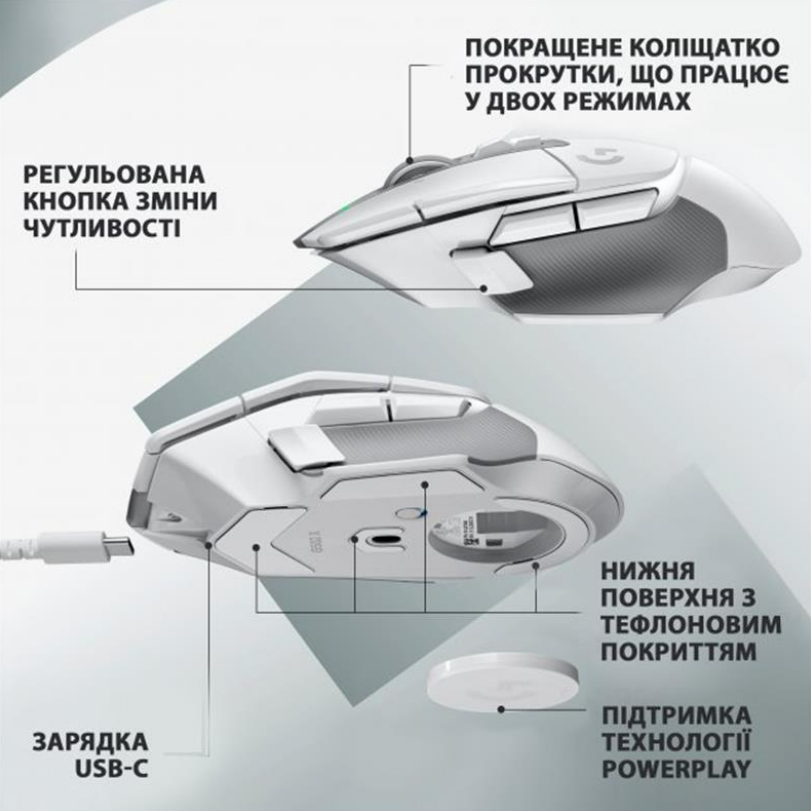 ПОКРАЩЕНЕ КОЛІЩАТКО
ПРОКРУТКИ, ЩО ПРАЦЮЄ
У ДВОХ РЕЖИМАХ
РЕГУЛЬОВАНА
КНОПКА ЗМІНИ
ЧУТЛИВОСТІ
G502 X
НИЖНЯ
ПОВЕРХНЯ З
ТЕФЛОНОВИМ
ПОКРИТТЯМ
ЗАРЯДКА
USB-C
ПІДТРИМКА
ТЕХНОЛОГІЇ
POWERPLAY